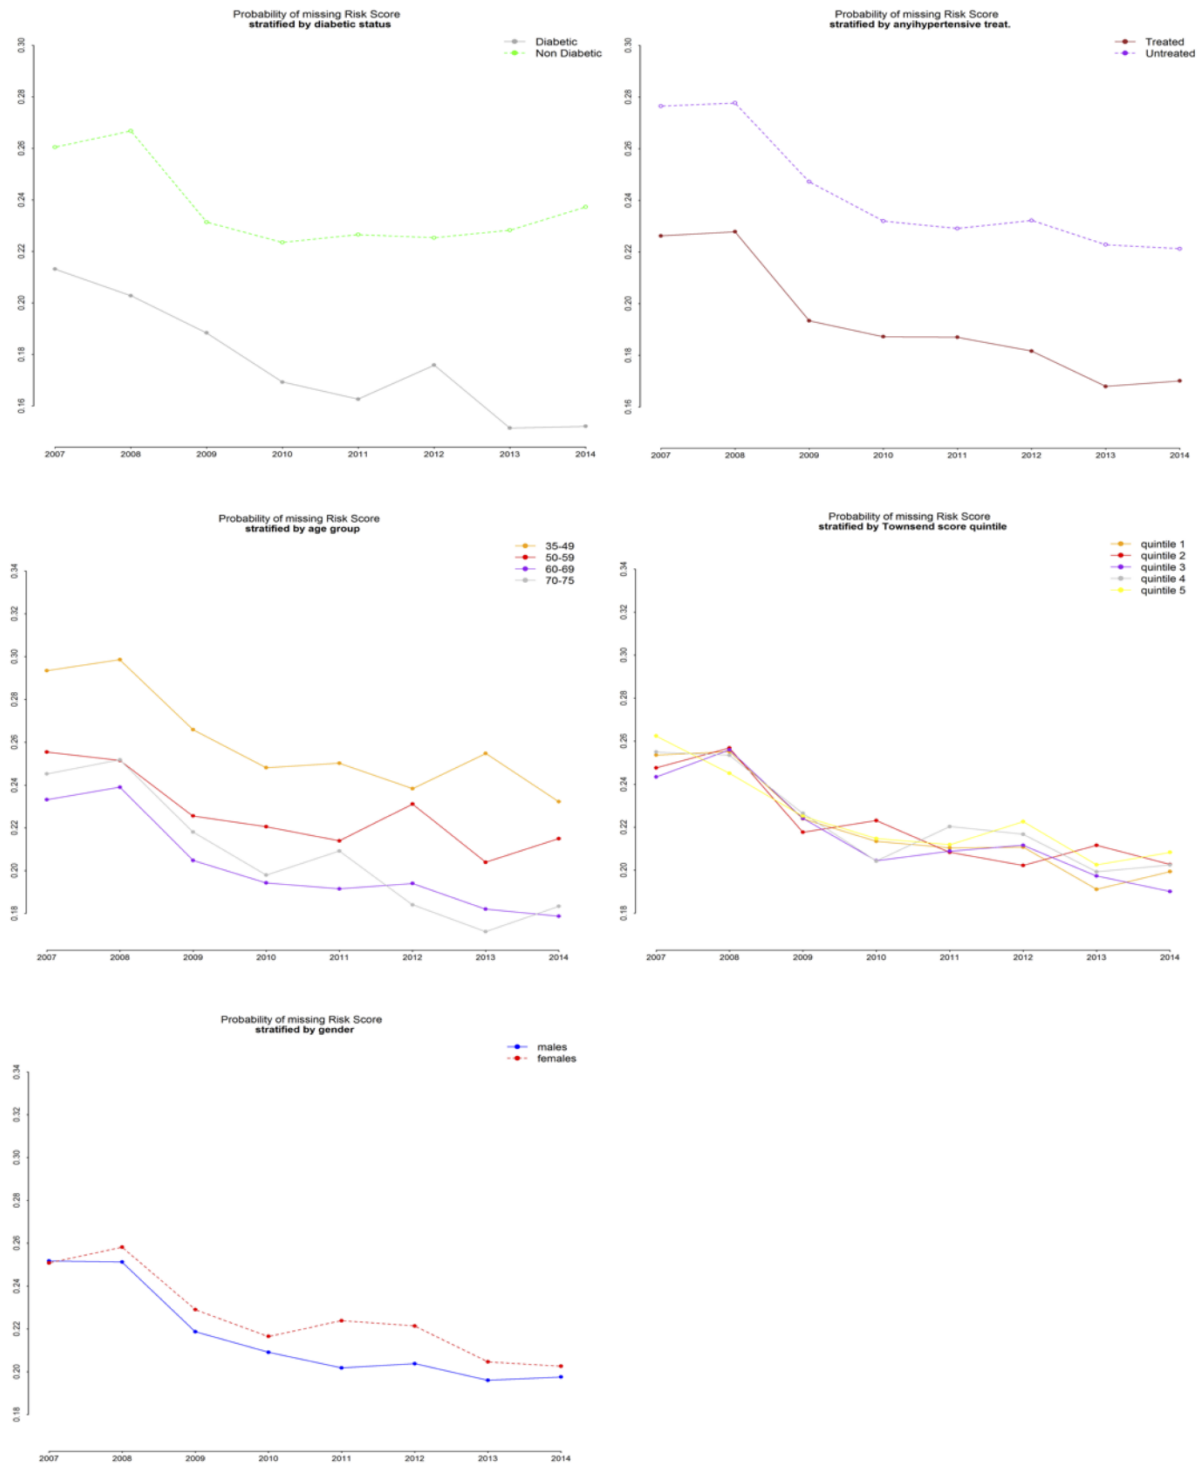 Probability of missing Risk Score
stratified by diabetic status
Diabetic
Non Diabetic
0.30
0.28
0.26
0.24
0.22
0.20
0.18
0.16
2007 2008 2009 2010 2011 2012 2013 2014
Probability of missing Risk Score
stratified by anyihypertensive treat.
Treated
Untreated
0.30
0.28
0.26
0.24
0.22
0.20
0.18
0.16
2007 2008 2009 2010 2011 2012 2013 2014
Probability of missing Risk Score
stratified by age group
35-49
50-59
60-69
70-75
0.34
0.32
0.30
0.28
0.26
0.24
0.22
0.20
0.18
2007 2008 2009 2010 2011 2012 2013 2014
Probability of missing Risk Score
stratified by Townsend score quintile
quintile 1
quintile 2
quintile 3
quintile 4
quintile 5
0.34
0.32
0.30
0.28
0.26
0.24
0.22
0.20
0.18
2007 2008 2009 2010 2011 2012 2013 2014
Probability of missing Risk Score
stratified by gender
males
females
0.34
0.32
0.30
0.28
0.26
0.24
0.22
0.20
0.18
2007 2008 2009 2010 2011 2012 2013 2014